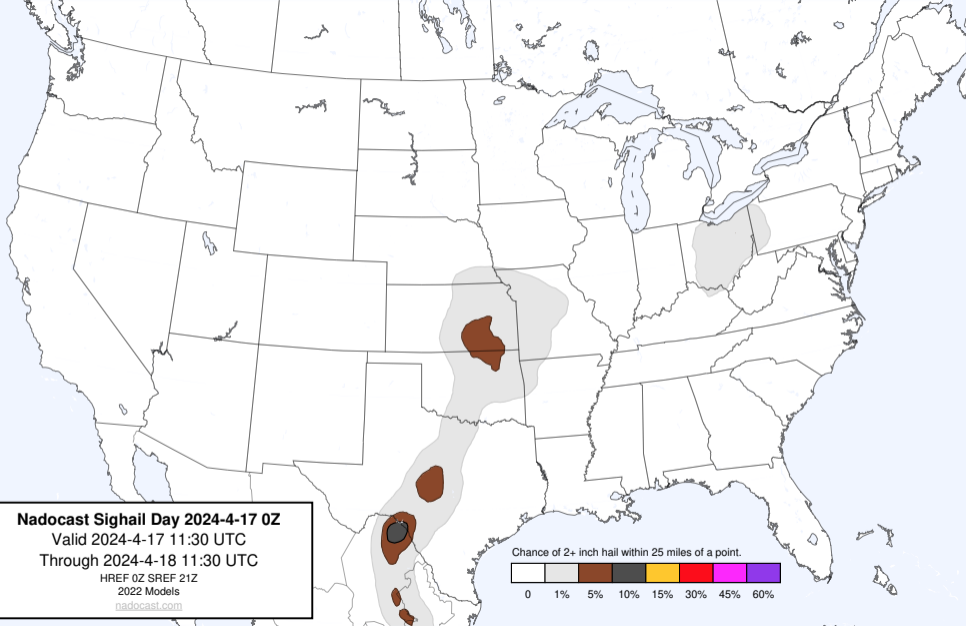 Nadocast Sighail Day 2024-4-17 0Z
Valid 2024-4-17 11:30 UTC
Through 2024-4-18 11:30 UTC
HREF 0Z SREF 21Z
2022 Models
nadocast.com
Chance of 2+ inch hail within 25 miles of a point.
0 1% 5% 10% 15% 30% 45% 60%